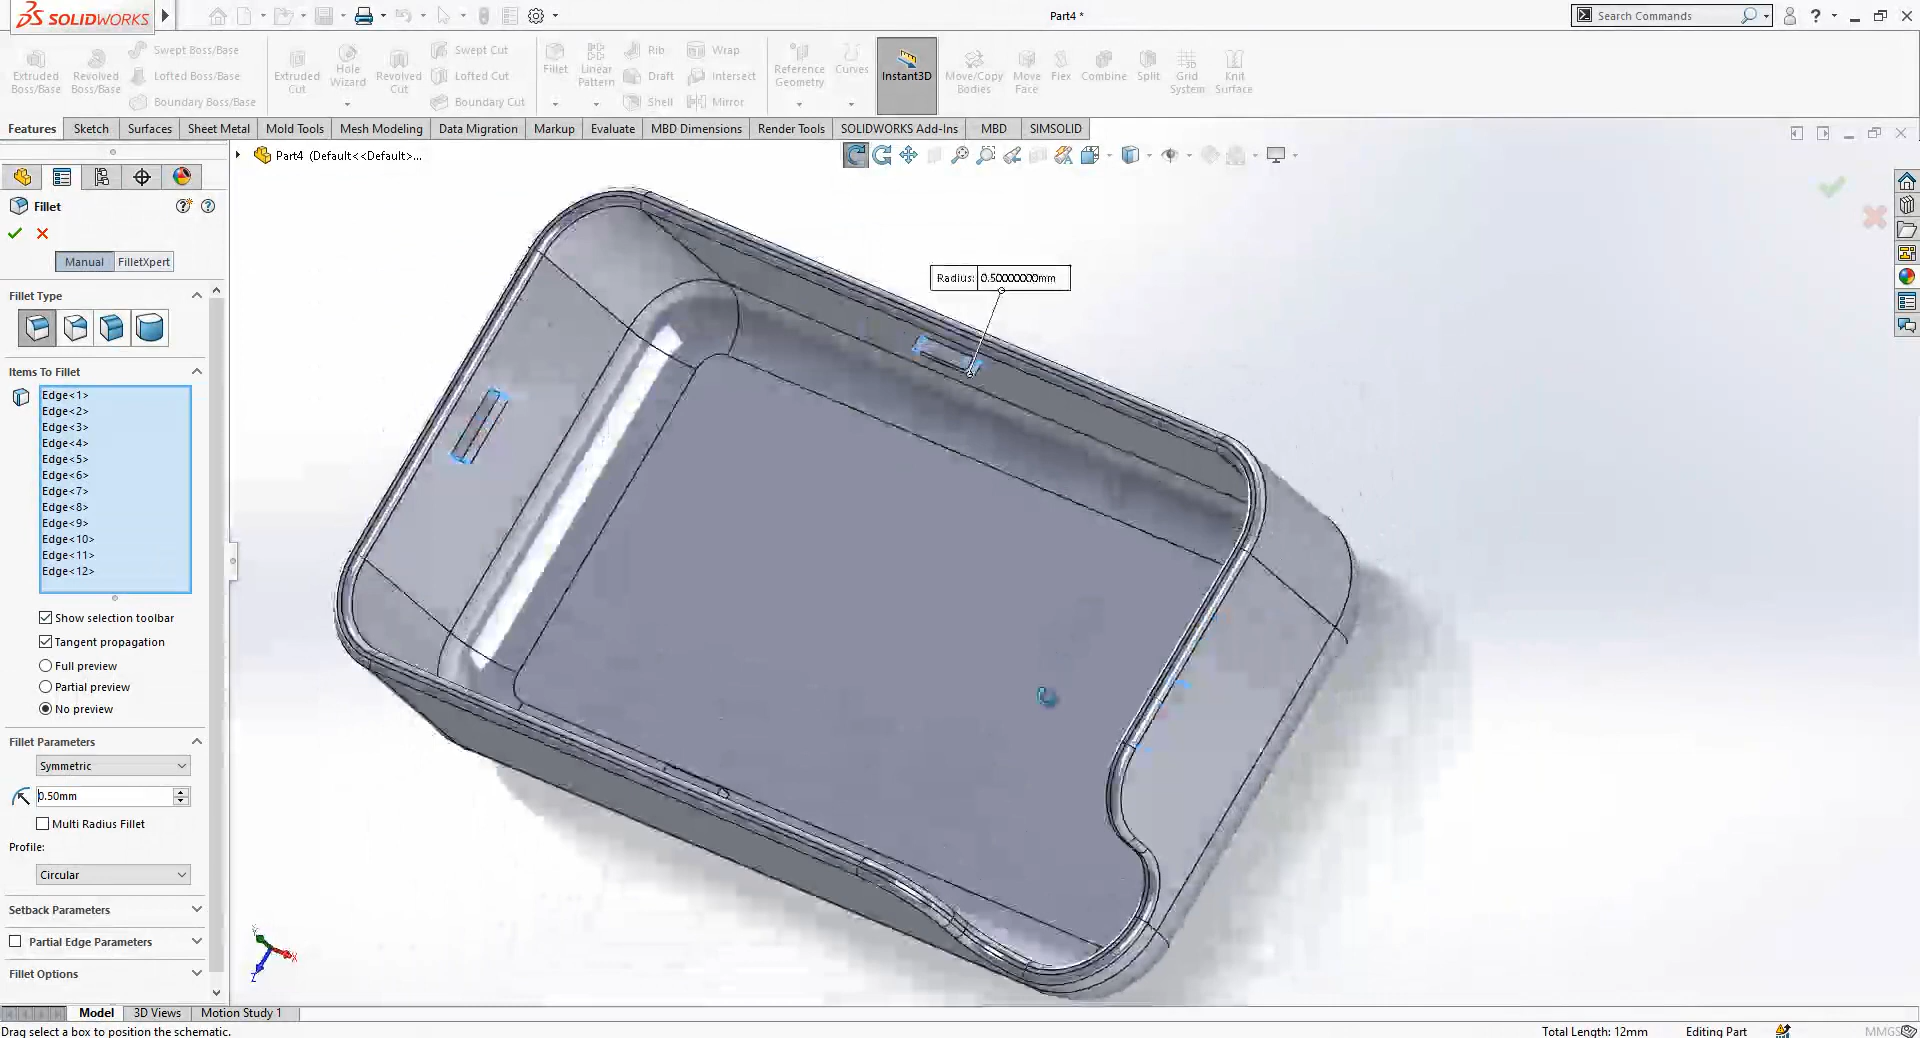 SOLIDWORKS
Part4 *
Search Commands
Extruded Boss/Base
Revolved Boss/Base
Swept Boss/Base
Lofted Boss/Base
Boundary Boss/Base
Extruded Cut
Hole Wizard
Revolved Cut
Swept Cut
Lofted Cut
Boundary Cut
Fillet
Linear Pattern
Rib
Draft
Shell
Wrap
Intersect
Mirror
Reference Geometry
Curves
Instant3D
Move/Copy Bodies
Move Face
Flex
Combine
Split
Grid System
Knit Surface
Features
Sketch
Surfaces
Sheet Metal
Mold Tools
Mesh Modeling
Data Migration
Markup
Evaluate
MBD Dimensions
Render Tools
SOLIDWORKS Add-Ins
MBD
SIMSOLID
Part4 (Default<<Default>...
Fillet
Manual
FilletXpert
Fillet Type
Items To Fillet
Edge<1>
Edge<2>
Edge<3>
Edge<4>
Edge<5>
Edge<6>
Edge<7>
Edge<8>
Edge<9>
Edge<10>
Edge<11>
Edge<12>
Show selection toolbar
Tangent propagation
Full preview
Partial preview
No preview
Fillet Parameters
Symmetric
0.50mm
Multi Radius Fillet
Profile:
Circular
Setback Parameters
Partial Edge Parameters
Fillet Options
Radius: 0.50000000mm
Y
X
Z
Model
3D Views
Motion Study 1
Drag select a box to position the schematic.
Total Length: 12mm
Editing Part
MMGS